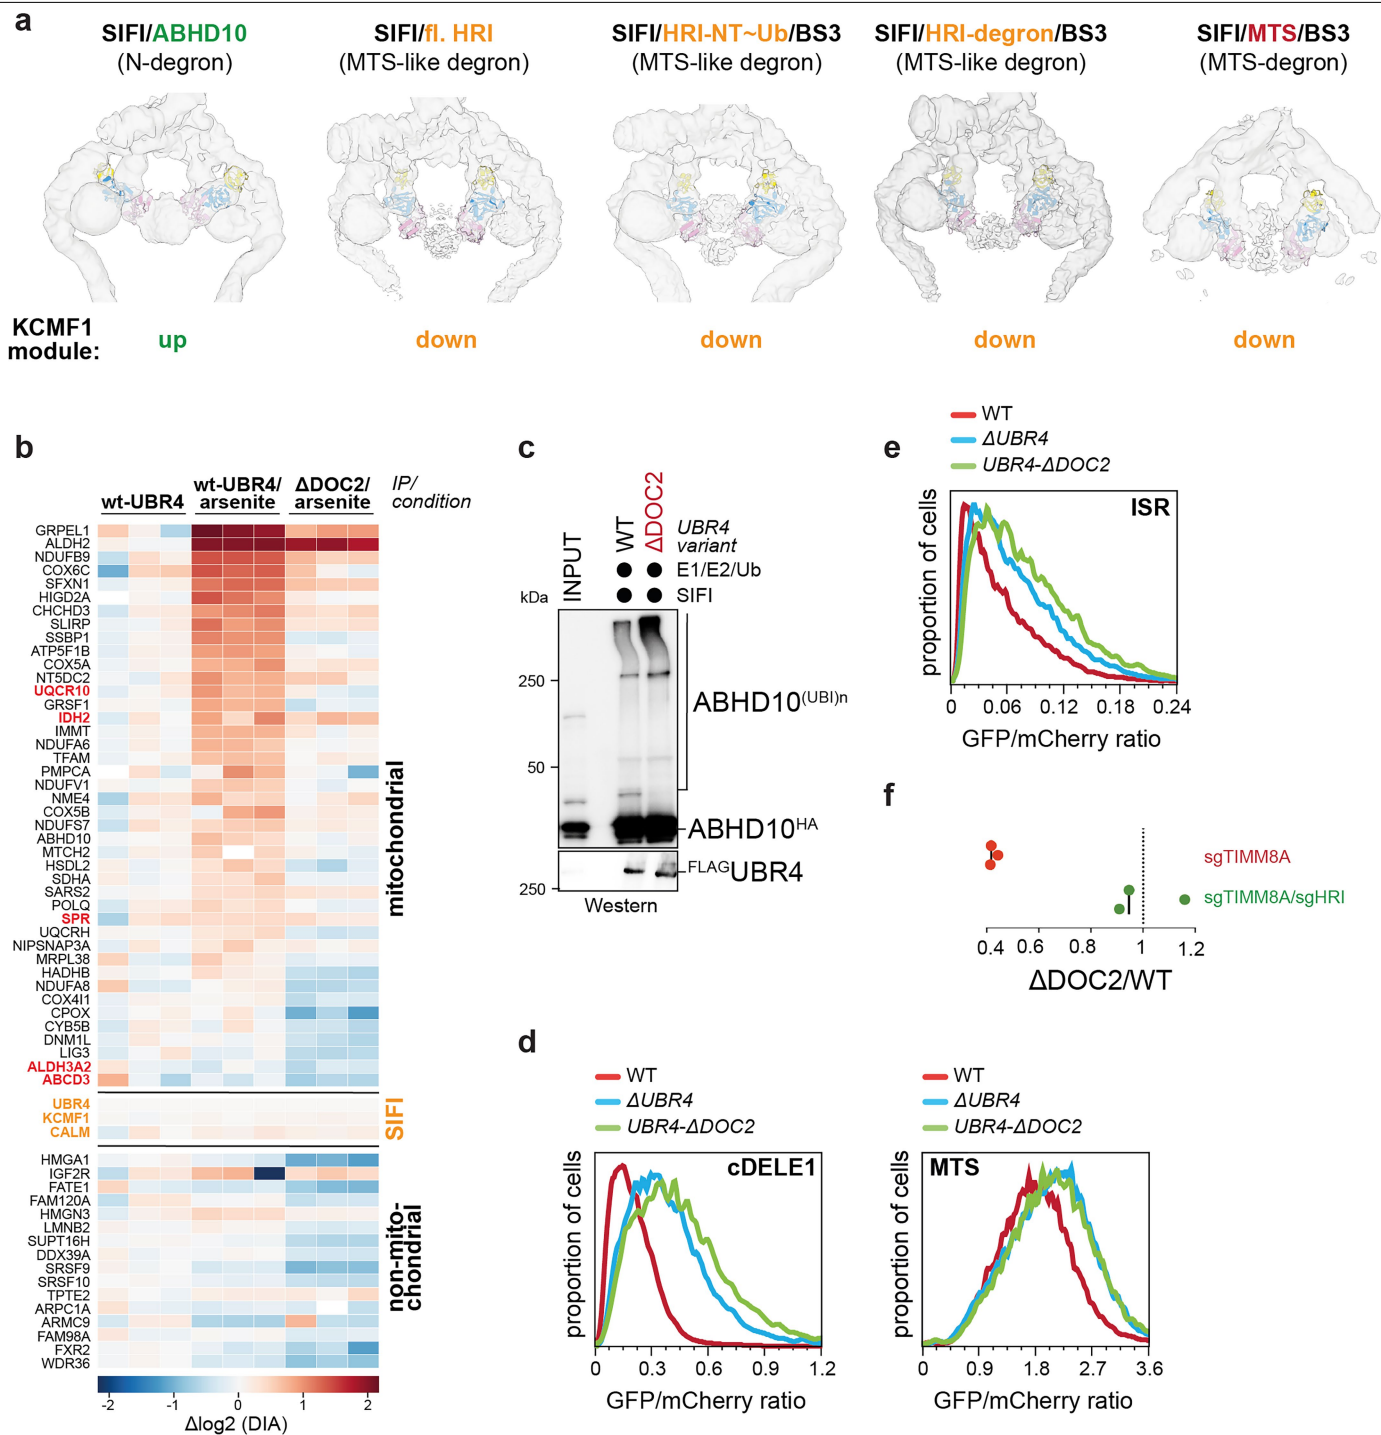 a
SIFI/ABHD10
(N-degron)
SIFI/fl. HRI
(MTS-like degron)
SIFI/HRI-NT~Ub/BS3
(MTS-like degron)
SIFI/HRI-degron/BS3
(MTS-like degron)
SIFI/MTS/BS3
(MTS-degron)
KCMF1
module:
up
down
down
down
down
b
wt-UBR4
wt-UBR4/
arsenite
ΔDOC2/
arsenite
IP/
condition
GRPEL1
ALDH2
NDUFB9
COX6C
SFXN1
HIGD2A
CHCHD3
SLIRP
SSBP1
ATP5F1B
COX5A
NT5DC2
UQCR10
GRSF1
IDH2
IMMT
NDUFA6
TFAM
PMPCA
NDUFV1
NME4
COX5B
NDUFS7
ABHD10
MTCH2
HSDL2
SDHA
SARS2
POLQ
SPR
UQCRH
NIPSNAP3A
MRPL38
HADHB
NDUFA8
COX4I1
CPOX
CYB5B
DNM1L
LIG3
ALDH3A2
ABCD3
mitochondrial
UBR4
KCMF1
CALM
SIFI
HMGA1
IGF2R
FATE1
FAM120A
HMGN3
LMNB2
SUPT16H
DDX39A
SRSF9
SRSF10
TPTE2
ARPC1A
ARMC9
FAM98A
FXR2
WDR36
non-mito-
chondrial
-2 -1 0 1 2
Δlog2 (DIA)
c
INPUT
WT
ΔDOC2
UBR4
variant
E1/E2/Ub
SIFI
kDa
250
50
250
ABHD10(UBI)n
ABHD10HA
FLAGUBR4
Western
d
WT
ΔUBR4
UBR4-ΔDOC2
cDELE1
proportion of cells
0 0.3 0.6 0.9 1.2
GFP/mCherry ratio
WT
ΔUBR4
UBR4-ΔDOC2
MTS
proportion of cells
0 0.9 1.8 2.7 3.6
GFP/mCherry ratio
e
WT
ΔUBR4
UBR4-ΔDOC2
ISR
proportion of cells
0 0.06 0.12 0.18 0.24
GFP/mCherry ratio
f
sgTIMM8A
sgTIMM8A/sgHRI
0.4 0.6 0.8 1 1.2
ΔDOC2/WT